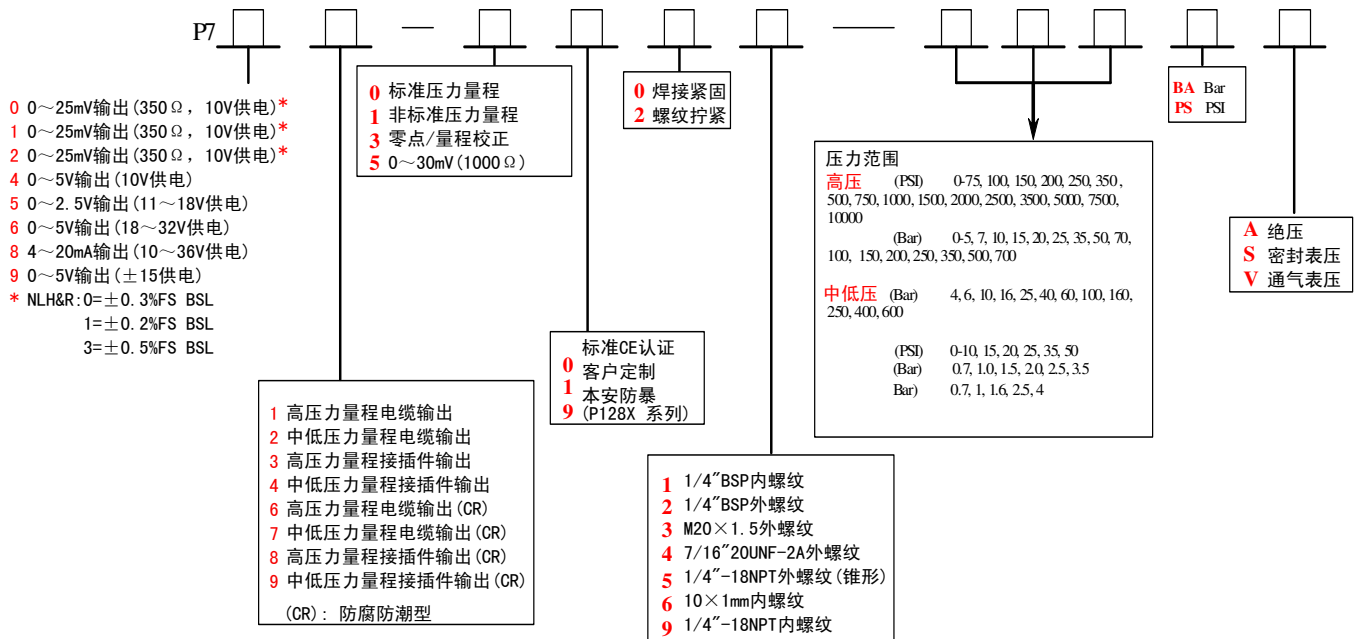 P7
0 0～25mV输出(350Ω，10V供电)*
1 0～25mV输出(350Ω，10V供电)*
2 0～25mV输出(350Ω，10V供电)*
4 0～5V输出(10V供电)
5 0～2.5V输出(11～18V供电)
6 0～5V输出(18～32V供电)
8 4～20mA输出(10～36V供电)
9 0～5V输出(±15供电)
* NLH&R:0=±0.3%FS BSL
1=±0.2%FS BSL
3=±0.5%FS BSL
1 高压力量程电缆输出
2 中低压力量程电缆输出
3 高压力量程接插件输出
4 中低压力量程接插件输出
6 高压力量程电缆输出(CR)
7 中低压力量程电缆输出(CR)
8 高压力量程接插件输出(CR)
9 中低压力量程接插件输出(CR)
(CR): 防腐防潮型
0 标准压力量程
1 非标准压力量程
3 零点/量程校正
5 0～30mV(1000Ω)
标准CE认证
0 客户定制
1 本安防暴
9 (P128X 系列)
0 焊接紧固
2 螺纹拧紧
1 1/4"BSP内螺纹
2 1/4"BSP外螺纹
3 M20×1.5外螺纹
4 7/16"20UNF-2A外螺纹
5 1/4"-18NPT外螺纹(锥形)
6 10×1mm内螺纹
9 1/4"-18NPT内螺纹
压力范围
高压 (PSI) 0-75, 100, 150, 200, 250, 350,
500, 750, 1000, 1500, 2000, 2500, 3500, 5000, 7500,
10000
(Bar) 0-5, 7, 10, 15, 20, 25, 35, 50, 70,
100, 150, 200, 250, 350, 500, 700
中低压 (Bar) 4, 6, 10, 16, 25, 40, 60, 100, 160,
250, 400, 600
(PSI) 0-10, 15, 20, 25, 35, 50
(Bar) 0.7, 1.0, 1.5, 2.0, 2.5, 3.5
Bar) 0.7, 1, 1.6, 2.5, 4
BA Bar
PS PSI
A 绝压
S 密封表压
V 通气表压